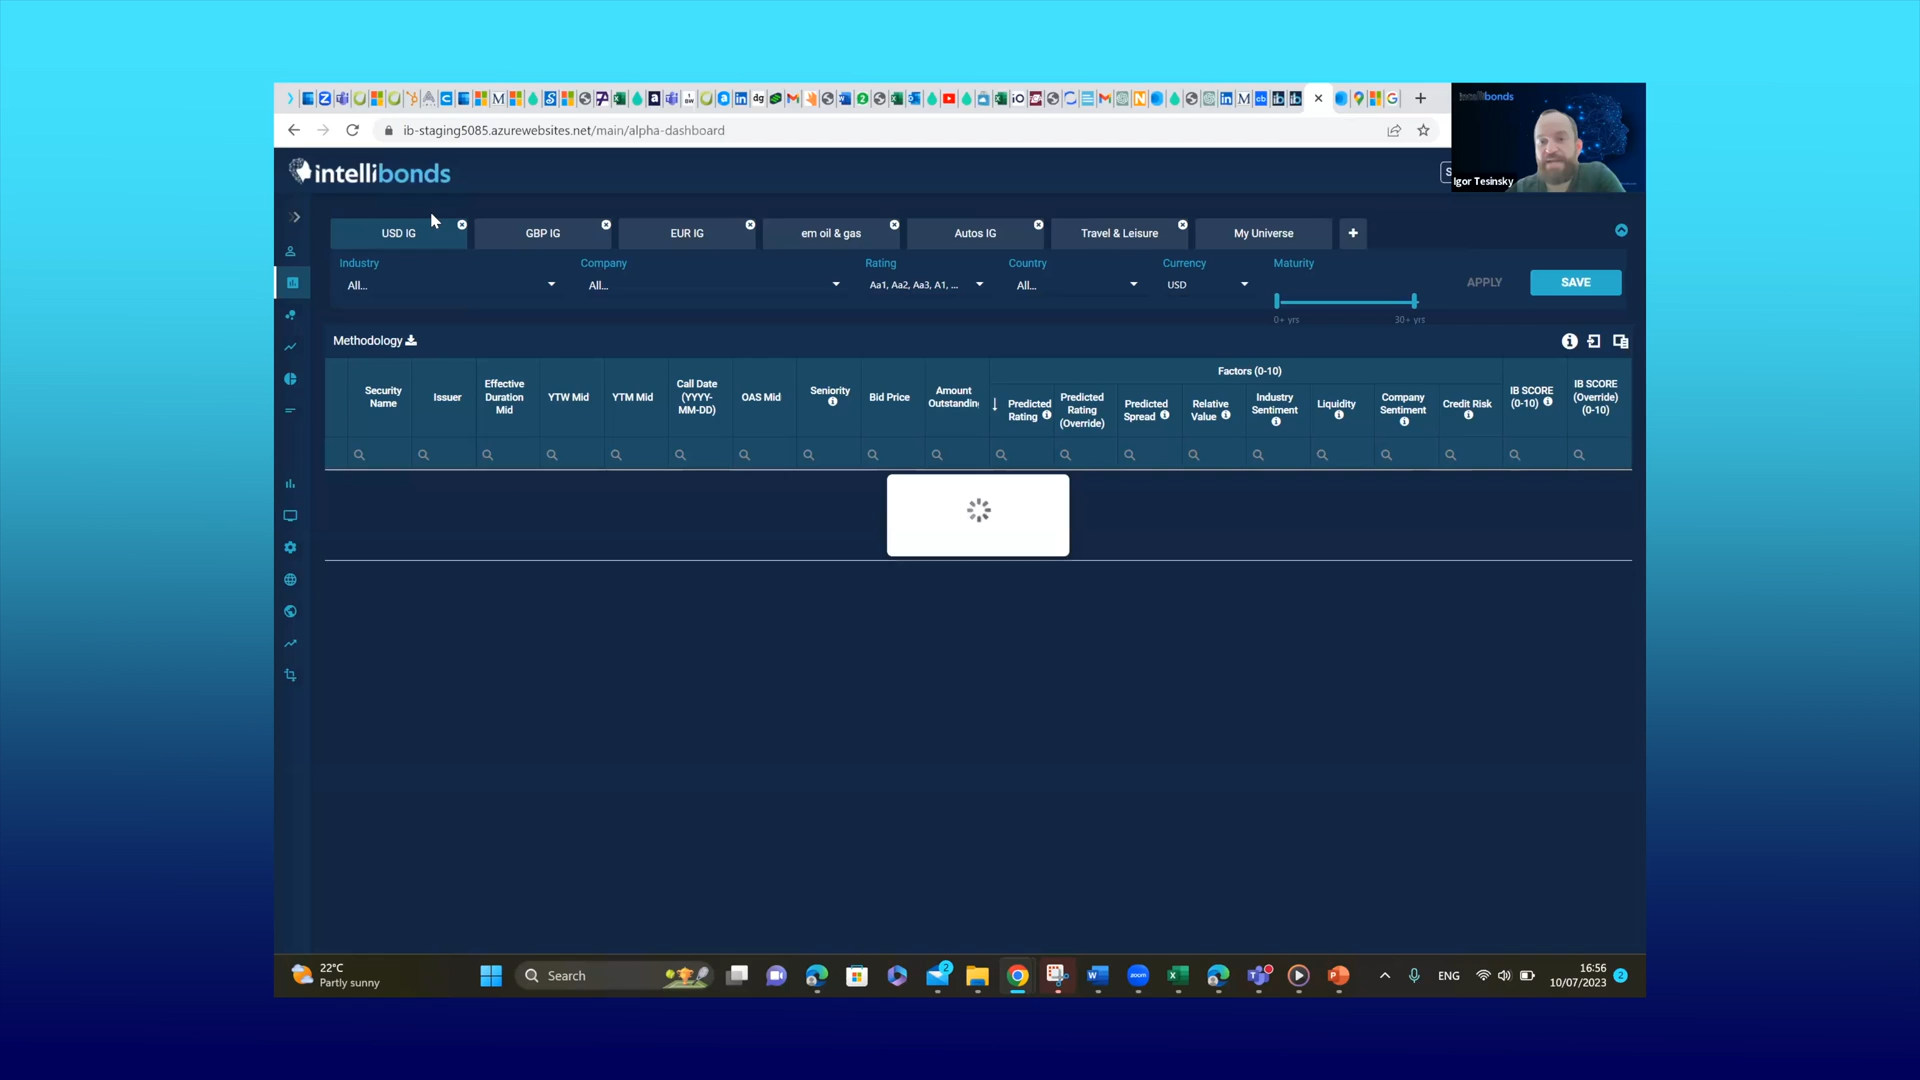 ib-staging5085.azurewebsites.net/main/alpha-dashboard
intellibonds
intellibonds
Igor Tesinsky
USD IG
GBP IG
EUR IG
em oil & gas
Autos IG
Travel & Leisure
My Universe
Industry
Company
Rating
Country
Currency
Maturity
All...
All...
Aa1, Aa2, Aa3, A1, ...
All...
USD
APPLY
SAVE
0+ yrs
30+ yrs
Methodology
Factors (0-10)
Security
Name
Issuer
Effective
Duration
Mid
YTW Mid
YTM Mid
Call Date
(YYYY-
MM-DD)
OAS Mid
Seniority
Bid Price
Amount
Outstandin
Predicted
Rating
Predicted
Rating
(Override)
Predicted
Spread
Relative
Value
Industry
Sentiment
Liquidity
Company
Sentiment
Credit Risk
IB SCORE
(0-10)
IB SCORE
(Override)
(0-10)
22°C
Partly sunny
Search
2
zoom
ENG
16:56
10/07/2023
2